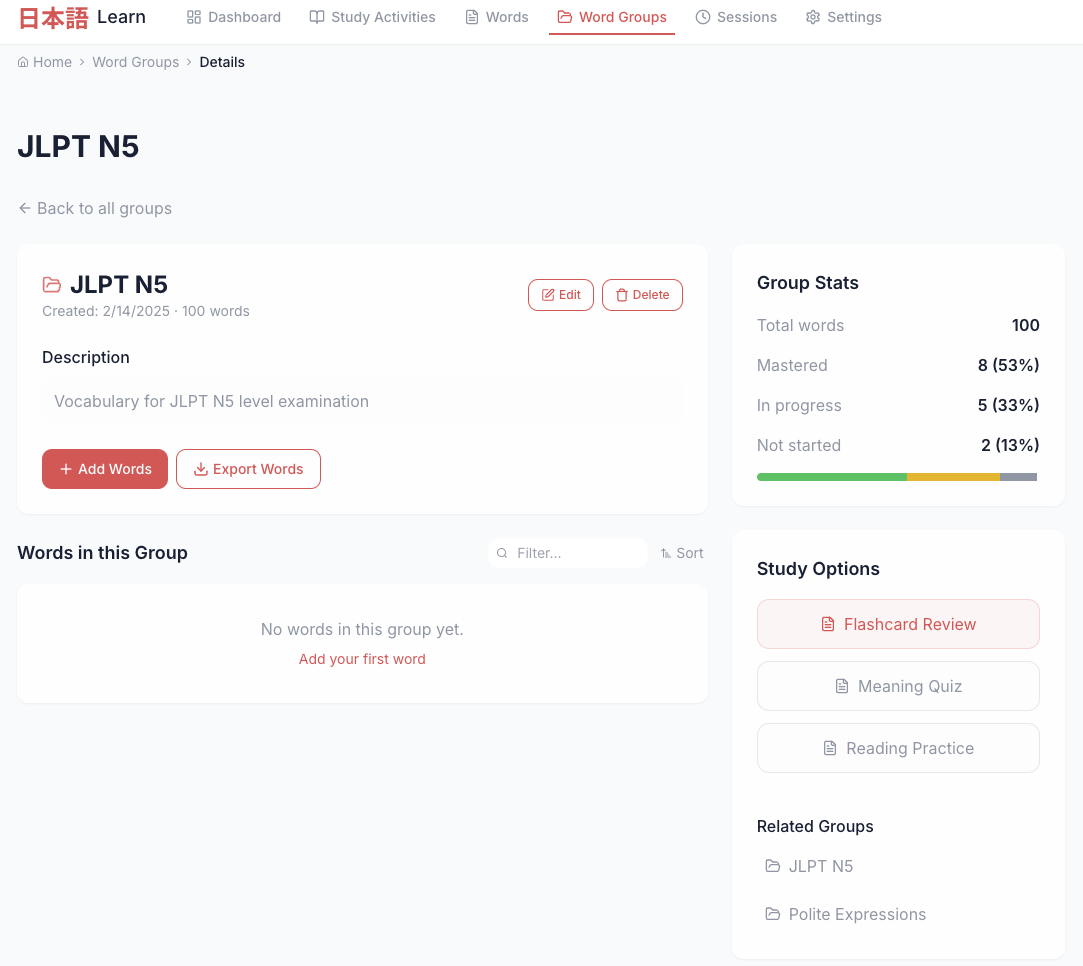 日本語 Learn Dashboard Study Activities Words Word Groups Sessions Settings
Home › Word Groups › Details
JLPT N5
← Back to all groups
JLPT N5
Created: 2/14/2025 · 100 words
Edit Delete
Description
Vocabulary for JLPT N5 level examination
+ Add Words Export Words
Words in this Group
Filter... Sort
No words in this group yet.
Add your first word
Group Stats
Total words 100
Mastered 8 (53%)
In progress 5 (33%)
Not started 2 (13%)
Study Options
Flashcard Review
Meaning Quiz
Reading Practice
Related Groups
JLPT N5
Polite Expressions